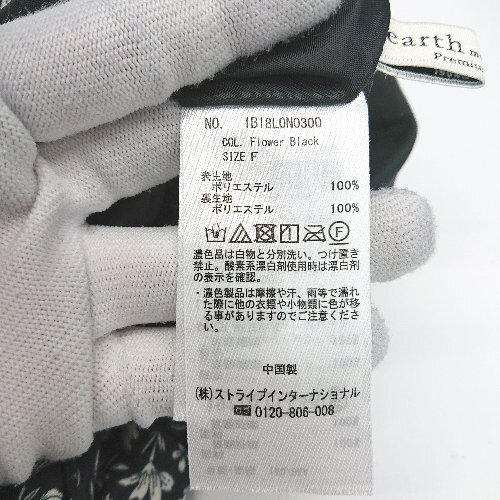 earth m
Premiu
1999
NO. IB18L0N0300
COL. Flower Black
SIZE F
表生地
ポリエステル 100%
裏生地
ポリエステル 100%
濃色品は白物と分別洗い。つけ置き
禁止。酸素系漂白剤使用時は漂白剤
の表示を確認。
・濃色製品は摩擦や汗、雨等で濡れ
た際に他の衣類や小物類に色が移
る事がありますのでご注意
ください。
中国製
(株)ストライプインターナショナル
☎ 0120-806-008